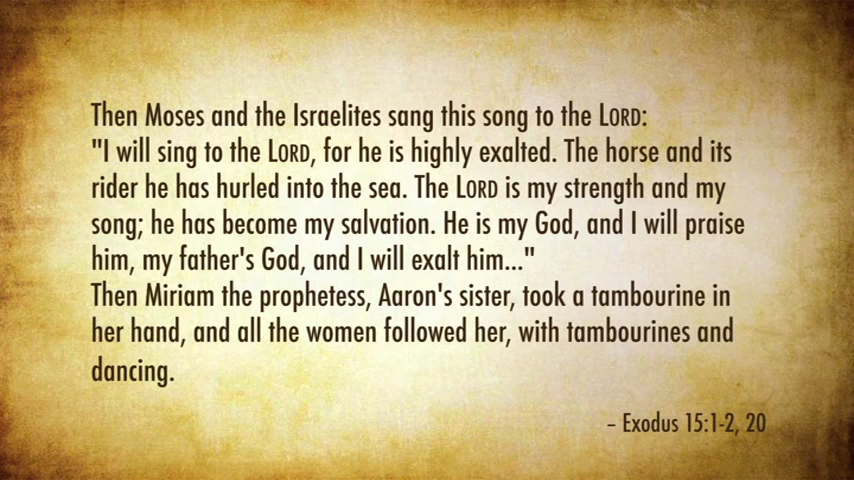 Then Moses and the Israelites sang this song to the LORD:
"I will sing to the LORD, for he is highly exalted. The horse and its
rider he has hurled into the sea. The LORD is my strength and my
song; he has become my salvation. He is my God, and I will praise
him, my father's God, and I will exalt him..."
Then Miriam the prophetess, Aaron's sister, took a tambourine in
her hand, and all the women followed her, with tambourines and
dancing.
– Exodus 15:1-2, 20